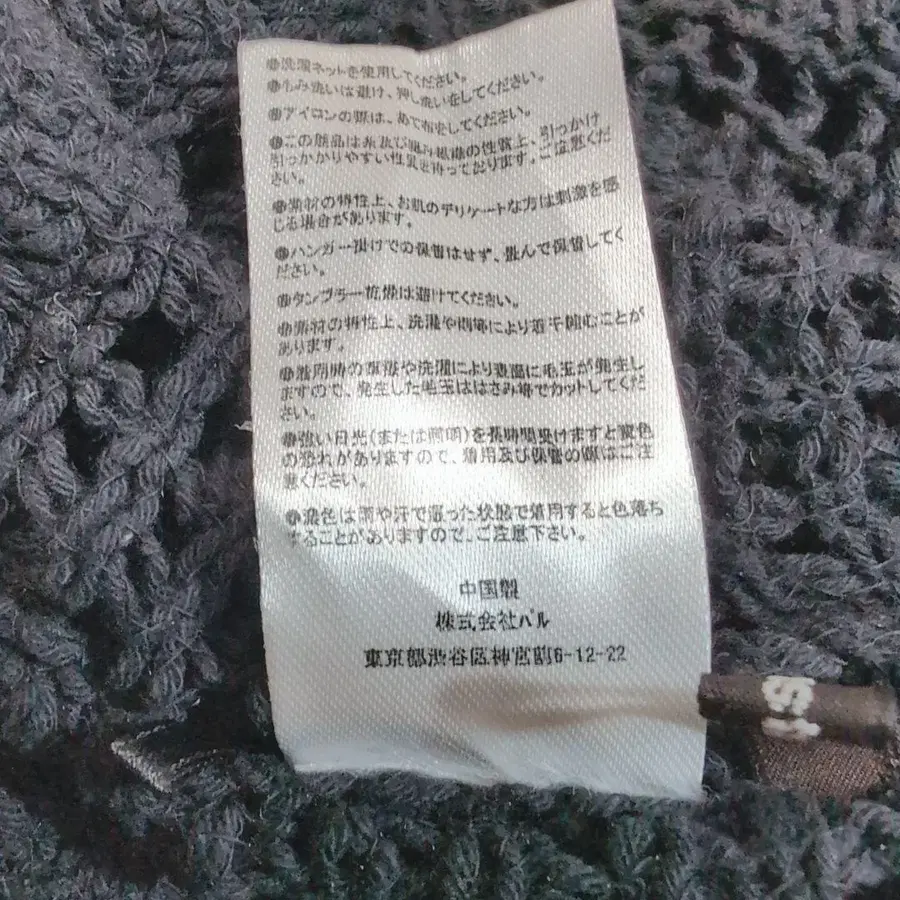 ●洗濯ネットを使用してください。
●もみ洗いは避け、押し洗いをしてください。
●アイロンの際は、あて布をしてください。
●この商品は糸及び編み組織の性質上、引っかけ
引っかかりやすい性質を持っております。ご注意くだ
さい。
●素材の特性上、お肌のデリケートな方は刺激を感
じる場合があります。
●ハンガー掛けでの保管はせず、畳んで保管してく
ださい。
●タンブラー乾燥は避けてください。
●素材の特性上、洗濯や雨等により若干縮むことが
あります。
●着用時の摩擦や洗濯により表面に毛玉が発生し
ますので、発生した毛玉ははさみ等でカットしてくだ
さい。
●強い日光(または照明)を長時間受けますと変色
の恐れがありますので、着用及び保管の際はご注
意ください。
●濃色は雨や汗で湿った状態で着用すると色落ち
することがありますので、ご注意下さい。
中国製
株式会社パル
東京都渋谷区神宮前6-12-22